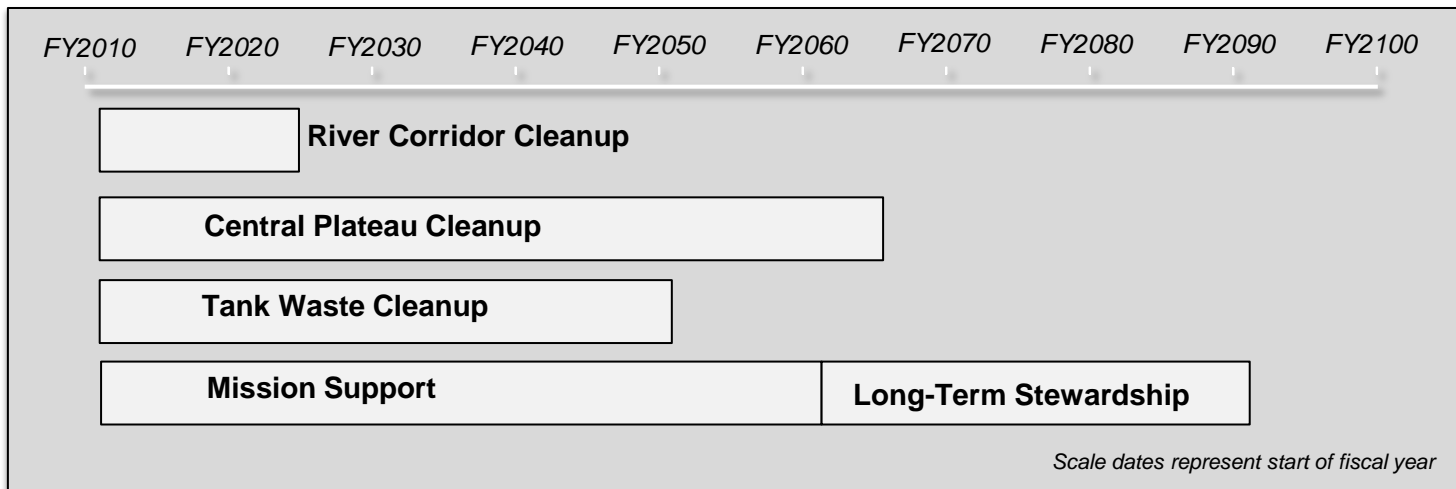 FY2010 FY2020 FY2030 FY2040 FY2050 FY2060 FY2070 FY2080 FY2090 FY2100
River Corridor Cleanup
Central Plateau Cleanup
Tank Waste Cleanup
Mission Support Long-Term Stewardship
Scale dates represent start of fiscal year